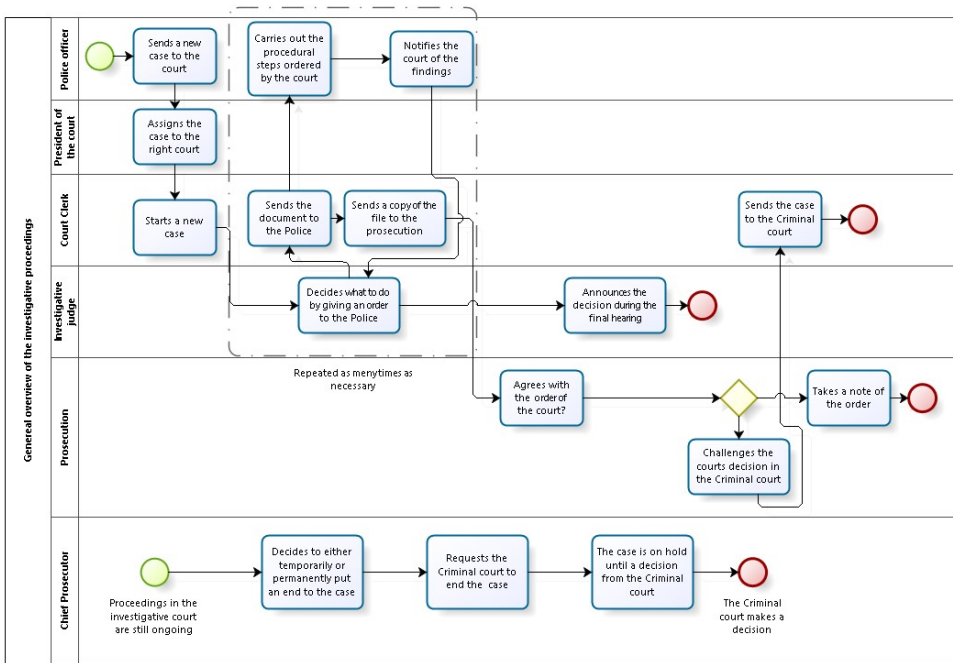 Genereal overview of the investigative proceedings
Police officer
Sends a new
case to the
court
Carries out the
procedural
steps ordered
by the court
Notifies the
court of the
findings
President of
the court
Assigns the
case to the
right court
Court Clerk
Starts a new
case
Sends the
document to
the Police
Sends a copy of the
file to the
prosecution
Sends the case
to the Criminal
court
Investigative
judge
Decides what to do
by giving an order
to the Police
Announces the
decision during the
final hearing
Repeated as menytimes as
necessary
Prosecution
Agrees with
the order of
the court?
Takes a note of
the order
Challenges the
courts decision in
the Criminal court
Chief Prosecutor
Proceedings in the
investigative court
are still ongoing
Decides to either
temporarily or
permanently put
an end to the case
Requests the
Criminal court to
end the case
The case is on hold
until a decision
from the Criminal
court
The Criminal
court makes a
decision